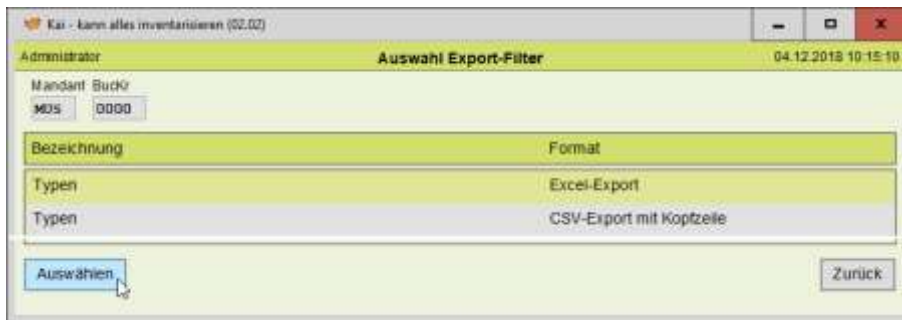 Kai - kann alles inventarisieren (02.02)
Administrator Auswahl Export-Filter 04.12.2018 10:15:10
Mandant BucKr
MDS 0000
Bezeichnung Format
Typen Excel-Export
Typen CSV-Export mit Kopfzeile
Auswählen Zurück